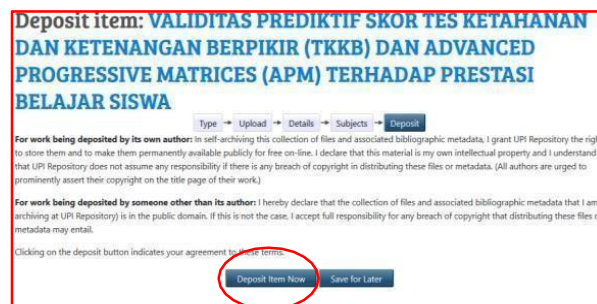 Deposit item: VALIDITAS PREDIKTIF SKOR TES KETAHANAN
DAN KETENANGAN BERPIKIR (TKKB) DAN ADVANCED
PROGRESSIVE MATRICES (APM) TERHADAP PRESTASI
BELAJAR SISWA
Type → Upload → Details → Subjects → Deposit
For work being deposited by its own author: In self-archiving this collection of files and associated bibliographic metadata, I grant UPI Repository the
to store them and to make them permanently available publicly for free on-line. I declare that this material is my own intellectual property and I understand
that UPI Repository does not assume any responsibility if there is any breach of copyright in distributing these files or metadata. (All authors are urged to
prominently assert their copyright on the title page of their work.)
For work being deposited by someone other than its author: I hereby declare that the collection of files and associated bibliographic metadata that I am
archiving at UPI Repository) is in the public domain. If this is not the case, I accept full responsibility for any breach of copyright that distributing these files
metadata may entail.
Clicking on the deposit button indicates your agreement to these terms.
Deposit Item Now Save for Later